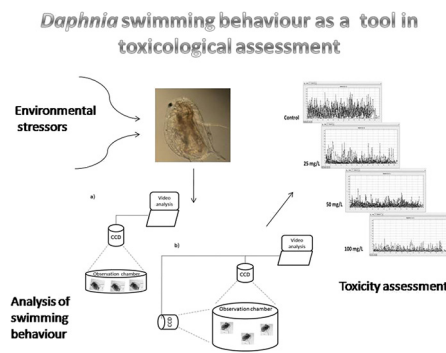 Daphnia swimming behaviour as a tool in
toxicological assessment
Environmental
stressors
Control
25 mg/L
50 mg/L
100 mg/L
a)
Video
analysis
CCD
Observation chamber
b)
Video
analysis
CCD
CCD
Observation chamber
Analysis of
swimming
behaviour
Toxicity assessment